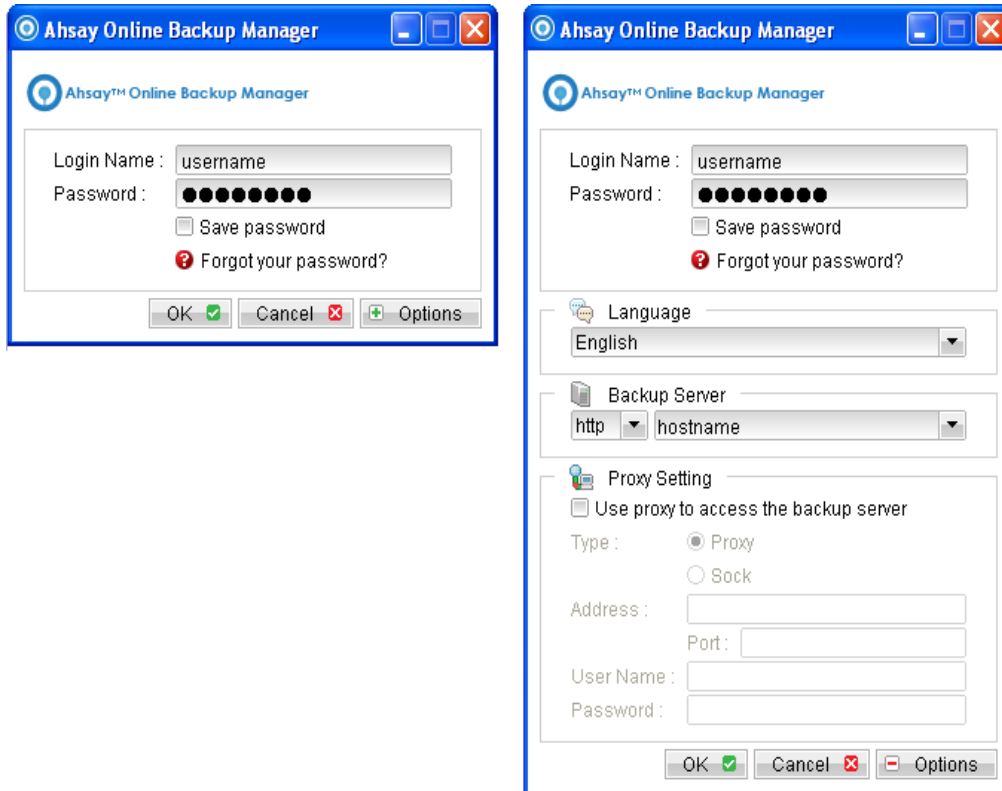 Ahsay Online Backup Manager
Ahsay™ Online Backup Manager
Login Name : username
Password : ●●●●●●●●
Save password
Forgot your password?
OK Cancel Options
Ahsay Online Backup Manager
Ahsay™ Online Backup Manager
Login Name : username
Password : ●●●●●●●●
Save password
Forgot your password?
Language
English
Backup Server
http hostname
Proxy Setting
Use proxy to access the backup server
Type : Proxy
Sock
Address :
Port :
User Name :
Password :
OK Cancel Options